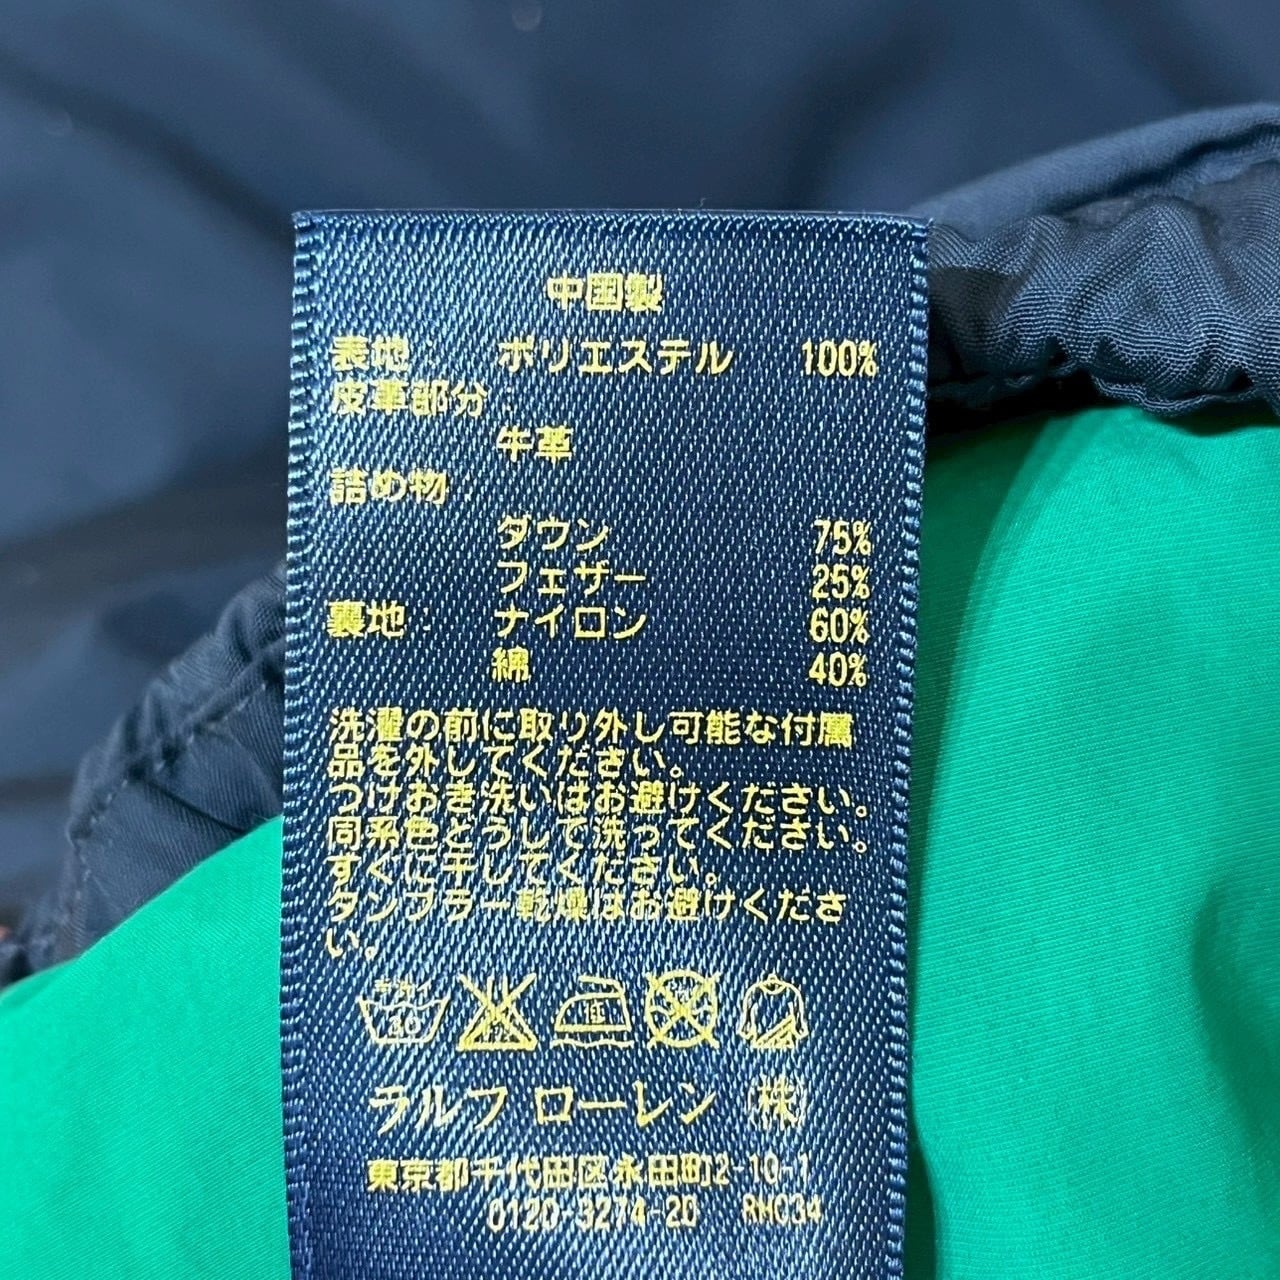 中国製
表地: ポリエステル 100%
皮革部分:
牛革
詰め物:
ダウン 75%
フェザー 25%
裏地: ナイロン 60%
綿 40%
洗濯の前に取り外し可能な付属
品を外してください。
つけおき洗いはお避けください。
同系色どうしで洗ってください。
すぐに干してください。
タンブラー乾燥はお避けくださ
い。
30
低
ラルフ ローレン (株)
東京都千代田区永田町2-10-1
0120-3274-20 RHC34